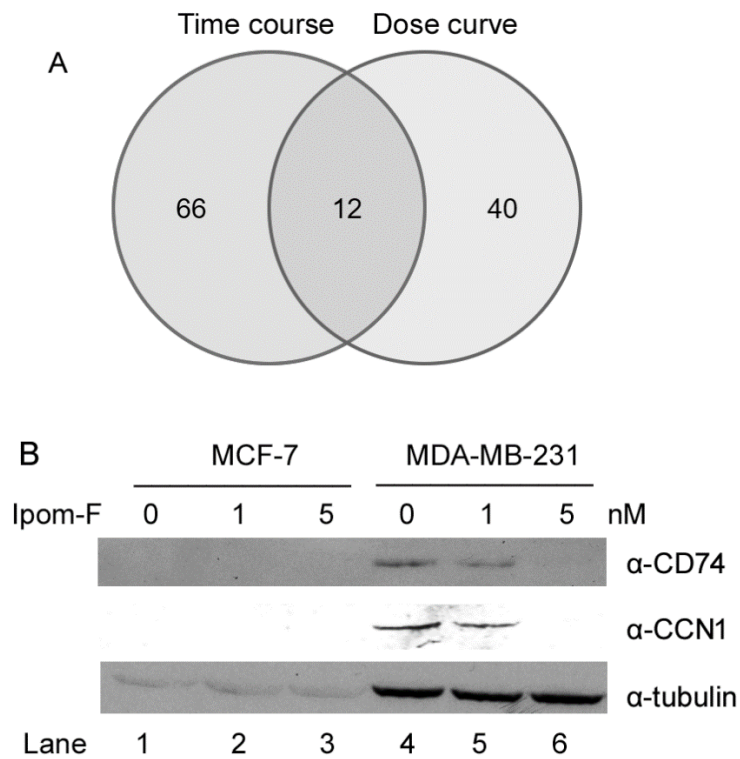 Time course Dose curve
A
66 12 40
B
MCF-7 MDA-MB-231
Ipom-F 0 1 5 0 1 5 nM
α-CD74
α-CCN1
α-tubulin
Lane 1 2 3 4 5 6